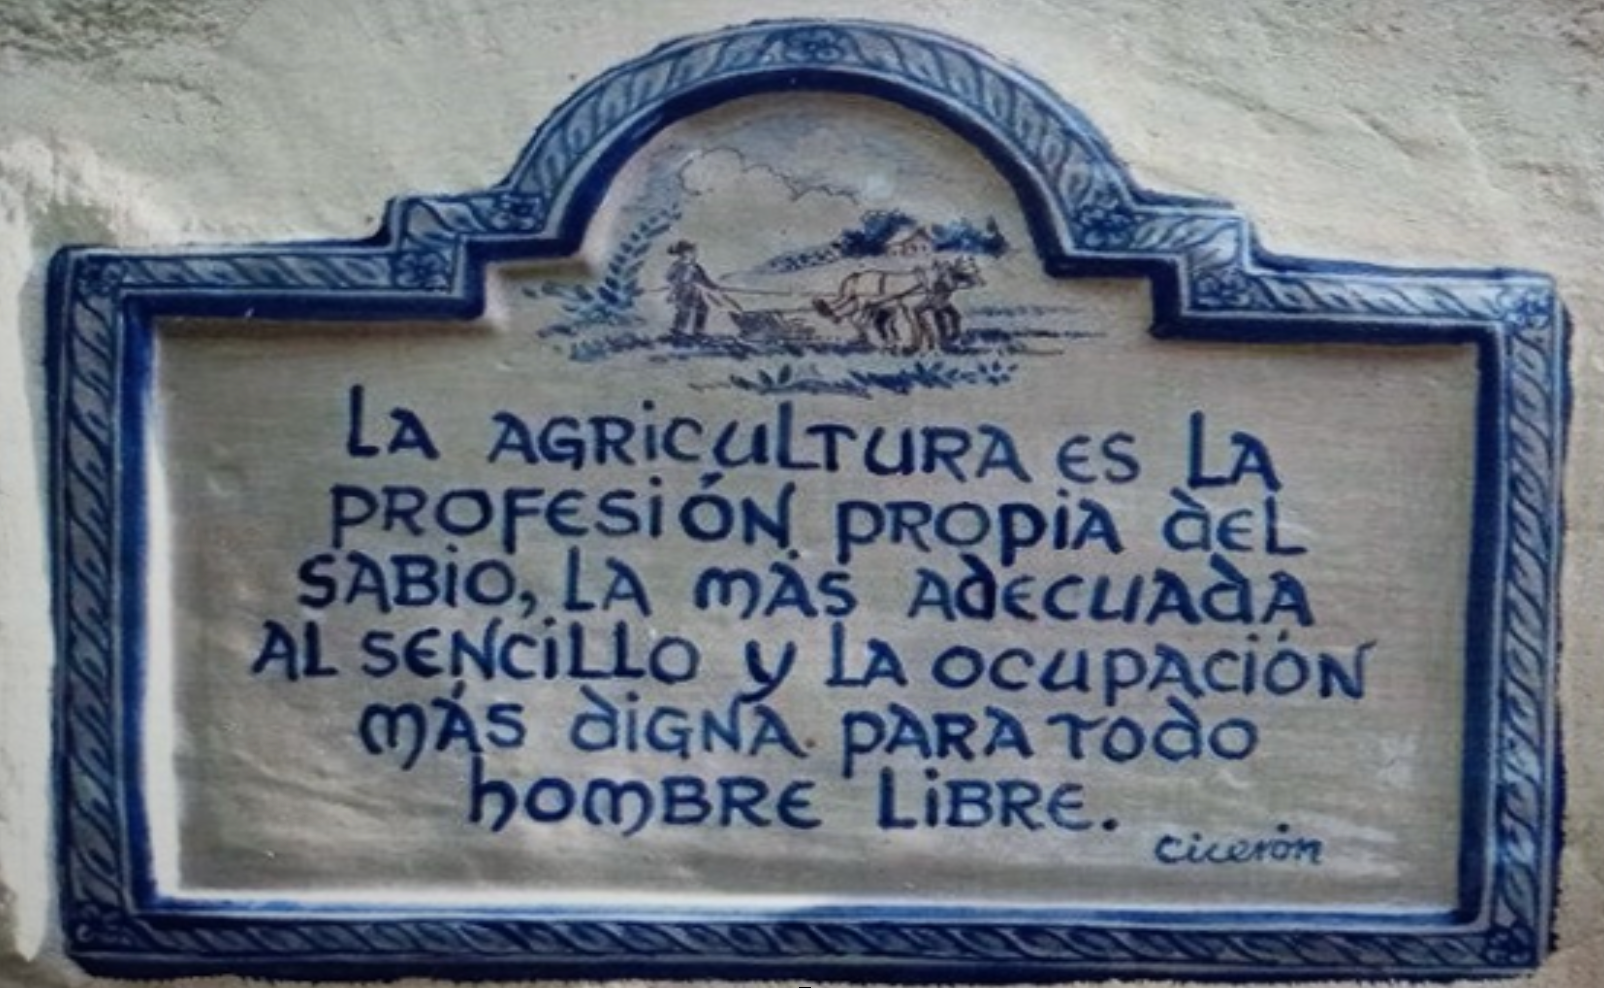 LA AGRICULTURA ES LA
PROFESIÓN PROPIA DEL
SABIO, LA MÁS ADECUADA
AL SENCILLO Y LA OCUPACIÓN
MÁS DIGNA PARA TODO
HOMBRE LIBRE.
Cicerón